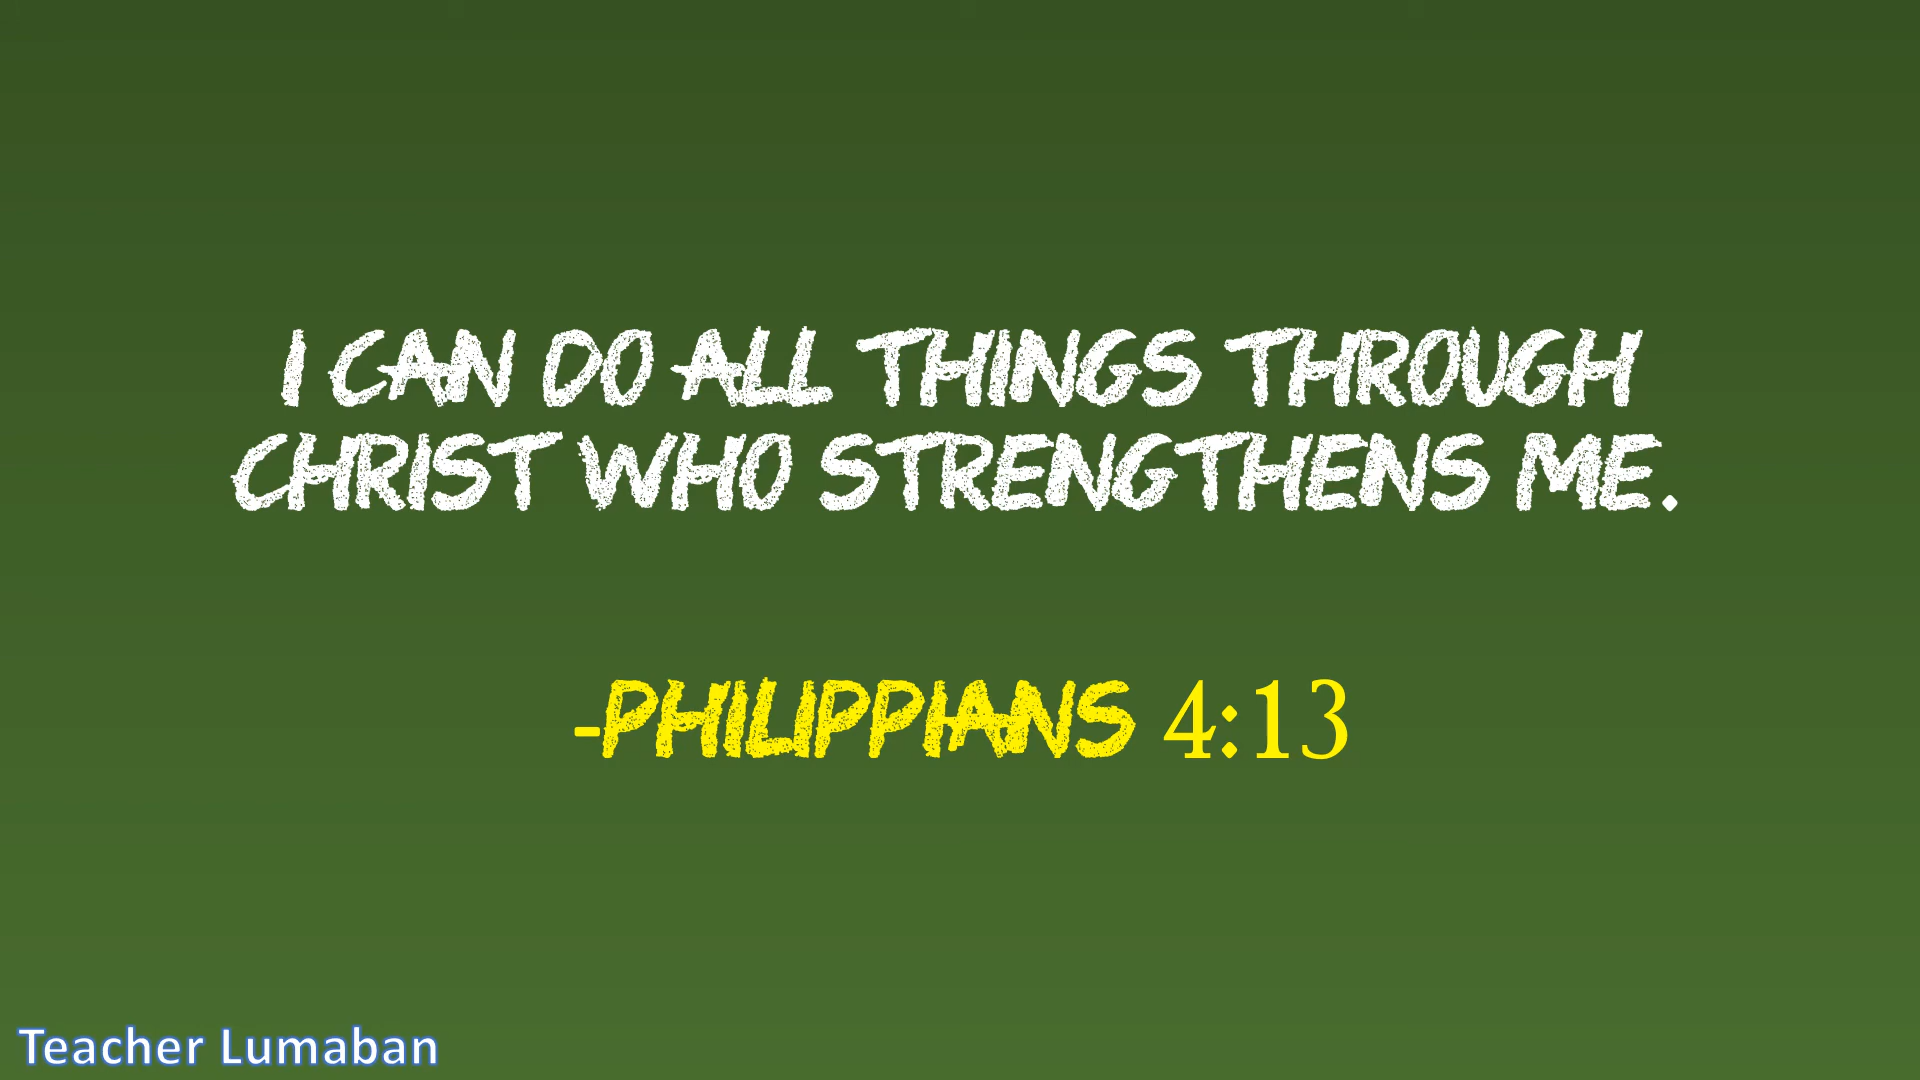 I CAN DO ALL THINGS THROUGH
CHRIST WHO STRENGTHENS ME.
-PHILIPPIANS 4:13
Teacher Lumaban